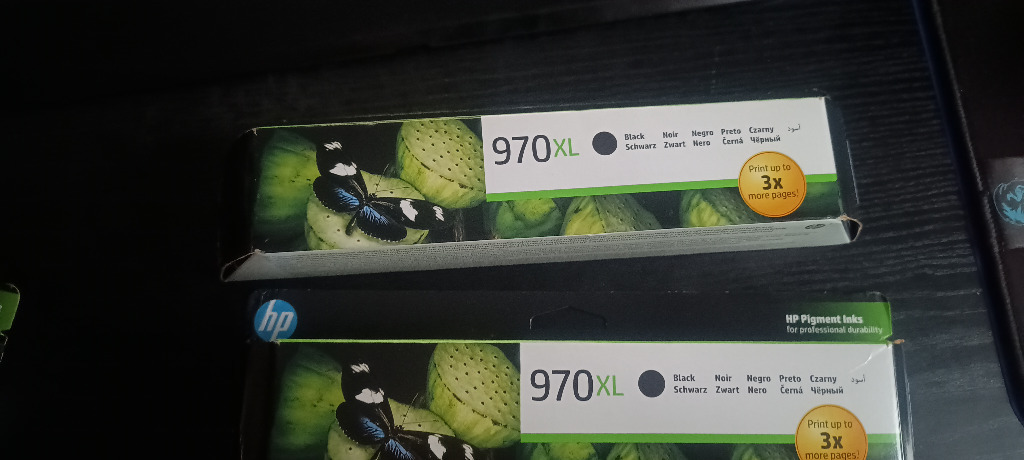 970XL
Black Noir Negro Preto Czarny أسود
Schwarz Zwart Nero Černá Чёрный
Print up to
3x
more pages!
hp
HP Pigment Inks
for professional durability
970XL
Black Noir Negro Preto Czarny أسود
Schwarz Zwart Nero Černá Чёрный
Print up to
3x
more pages!